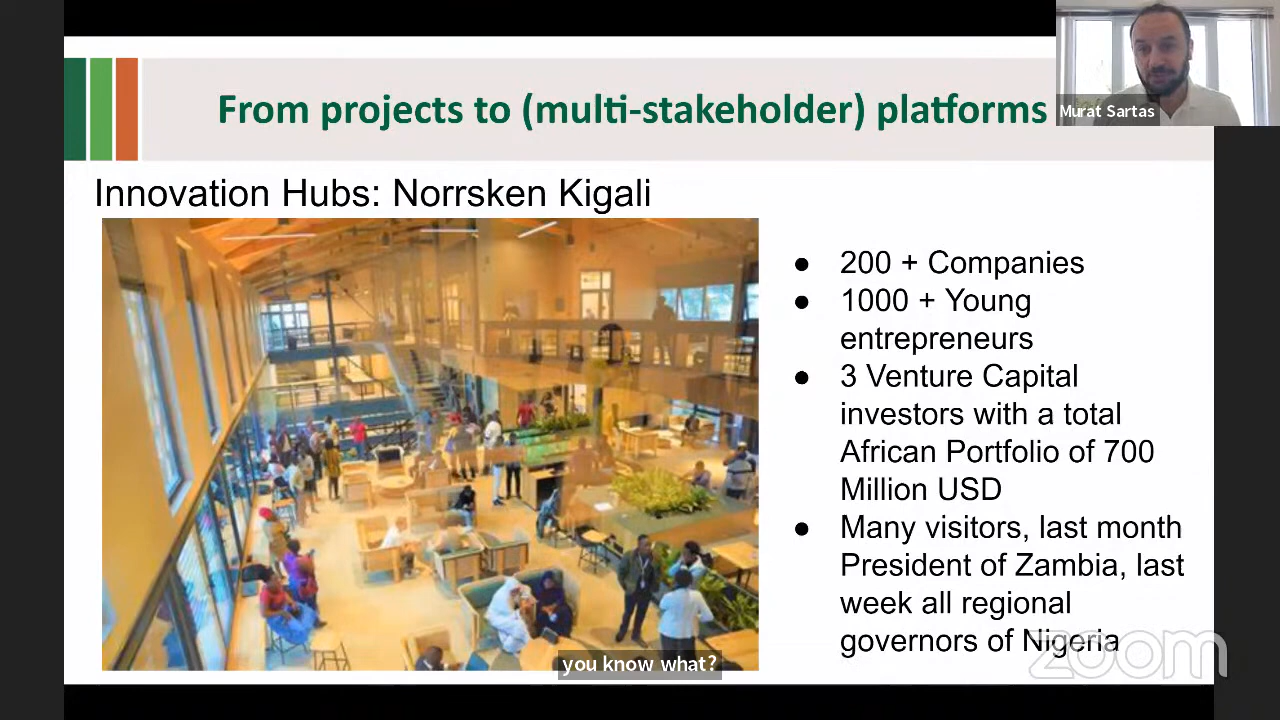 From projects to (multi-stakeholder) platforms
Murat Sartas
Innovation Hubs: Norrsken Kigali
● 200 + Companies
● 1000 + Young
entrepreneurs
● 3 Venture Capital
investors with a total
African Portfolio of 700
Million USD
● Many visitors, last month
President of Zambia, last
week all regional
governors of Nigeria
zoom
you know what?